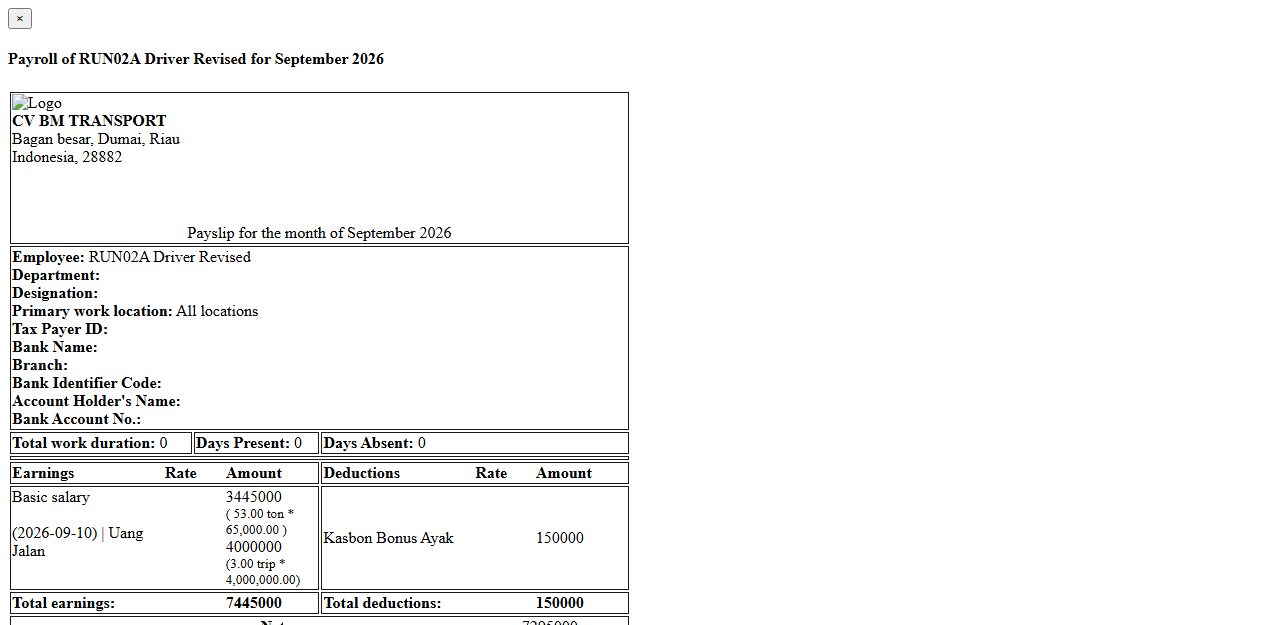 ×
Payroll of RUN02A Driver Revised for September 2026
Logo
CV BM TRANSPORT
Bagan besar, Dumai, Riau
Indonesia, 28882
Payslip for the month of September 2026
Employee: RUN02A Driver Revised
Department:
Designation:
Primary work location: All locations
Tax Payer ID:
Bank Name:
Branch:
Bank Identifier Code:
Account Holder's Name:
Bank Account No.:
Total work duration: 0 Days Present: 0 Days Absent: 0
Earnings Rate Amount Deductions Rate Amount
Basic salary 3445000
( 53.00 ton *
65,000.00 )
(2026-09-10) | Uang
Jalan
4000000
(3.00 trip *
4,000,000.00)
Kasbon Bonus Ayak 150000
Total earnings: 7445000 Total deductions: 150000